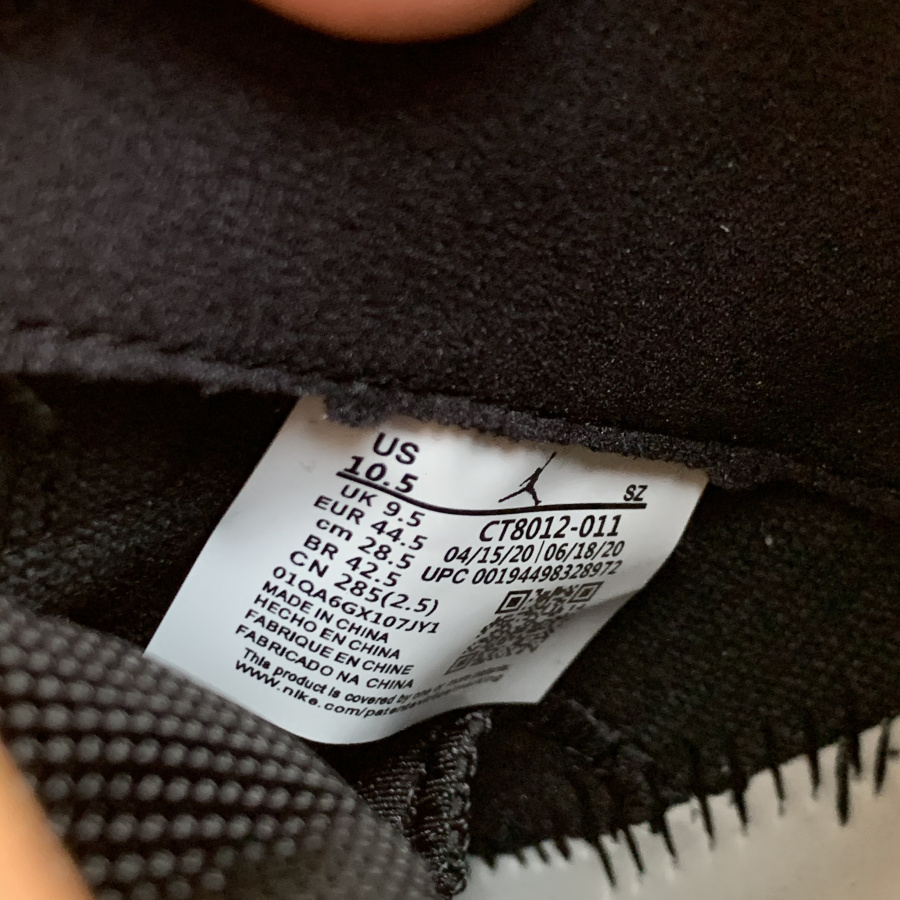 US
10.5
UK 9.5
EUR 44.5
cm 28.5
BR 42.5
CN 285(2.5)
01QA6GX107JY1
MADE IN CHINA
HECHO EN CHINA
FABRIQUE EN CHINE
FABRICADO NA CHINA
This product is covered by one
www.nike.com/patent
SZ
CT8012-011
04/15/20|06/18/20
UPC 00194498328972